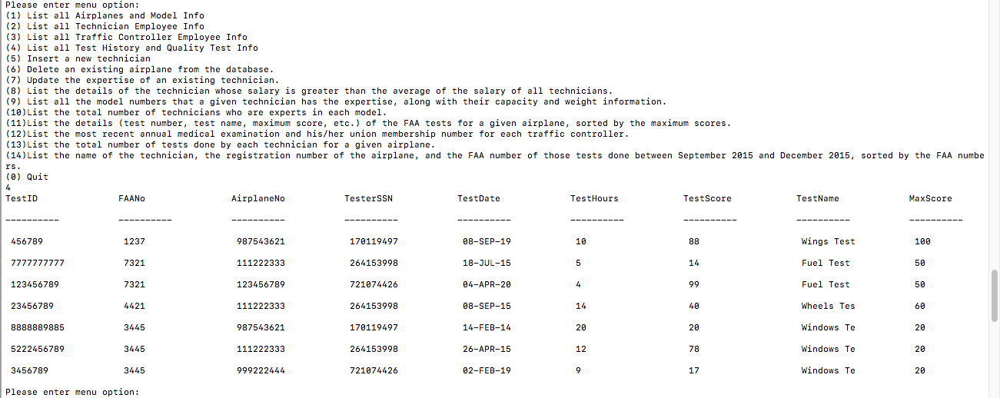 Please enter menu option:
(1) List all Airplanes and Model Info
(2) List all Technician Employee Info
(3) List all Traffic Controller Employee Info
(4) List all Test History and Quality Test Info
(5) Insert a new technician
(6) Delete an existing airplane from the database.
(7) Update the expertise of an existing technician.
(8) List the details of the technician whose salary is greater than the average of the salary of all technicians.
(9) List all the model numbers that a given technician has the expertise, along with their capacity and weight information.
(10)List the total number of technicians who are experts in each model.
(11)List the details (test number, test name, maximum score, etc.) of the FAA tests for a given airplane, sorted by the maximum scores.
(12)List the most recent annual medical examination and his/her union membership number for each traffic controller.
(13)List the total number of tests done by each technician for a given airplane.
(14)List the name of the technician, the registration number of the airplane, and the FAA number of those tests done between September 2015 and December 2015, sorted by the FAA numbe
rs.
(0) Quit
4
TestID FAANo AirplaneNo TesterSSN TestDate TestHours TestScore TestName MaxScore
---------- ---------- ---------- ---------- ---------- ---------- ---------- ---------- ----------
456789 1237 987543621 170119497 08-SEP-19 10 88 Wings Test 100
7777777777 7321 111222333 264153998 18-JUL-15 5 14 Fuel Test 50
123456789 7321 123456789 721074426 04-APR-20 4 99 Fuel Test 50
23456789 4421 111222333 264153998 08-SEP-15 14 40 Wheels Tes 60
8888889885 3445 987543621 170119497 14-FEB-14 20 20 Windows Te 20
5222456789 3445 111222333 264153998 26-APR-15 12 78 Windows Te 20
3456789 3445 999222444 721074426 02-FEB-19 9 17 Windows Te 20
Please enter menu option: